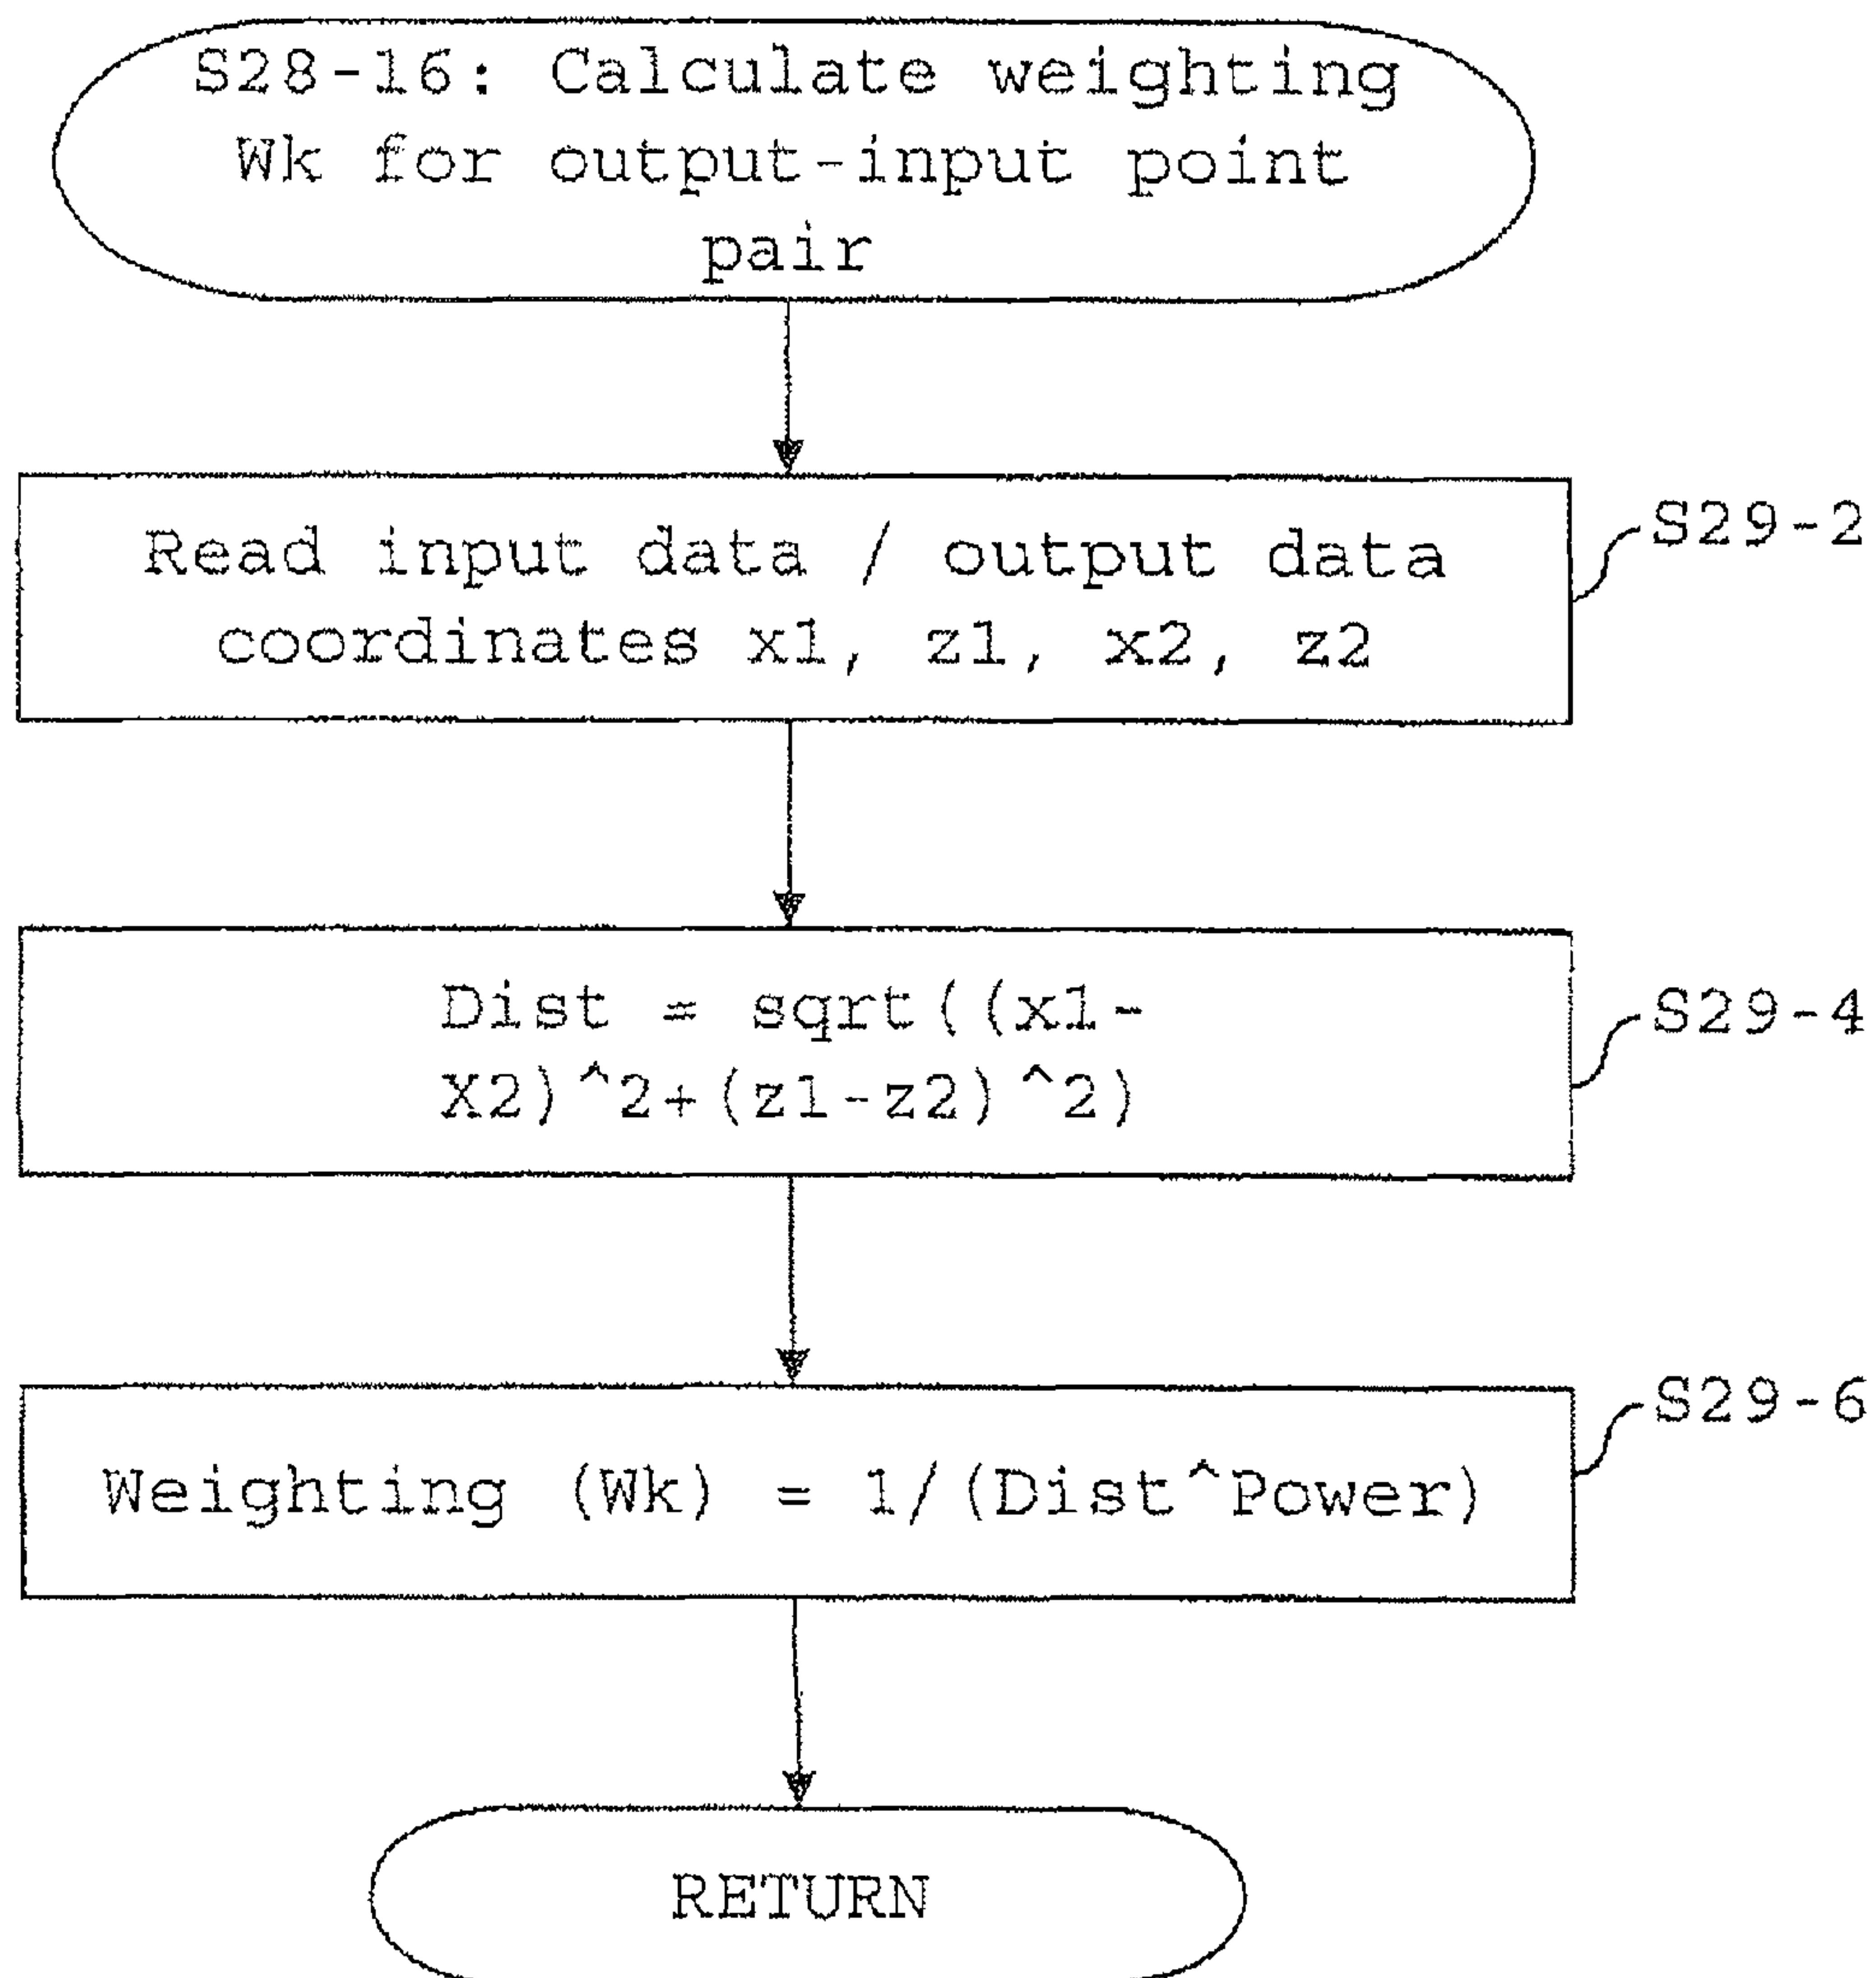 S28-16: Calculate weighting
Wk for output-input point
pair
Read input data / output data
coordinates x1, z1, x2, z2
S29-2
Dist = sqrt((x1-
X2)^2+(z1-z2)^2)
S29-4
Weighting (Wk) = 1/(Dist^Power)
S29-6
RETURN